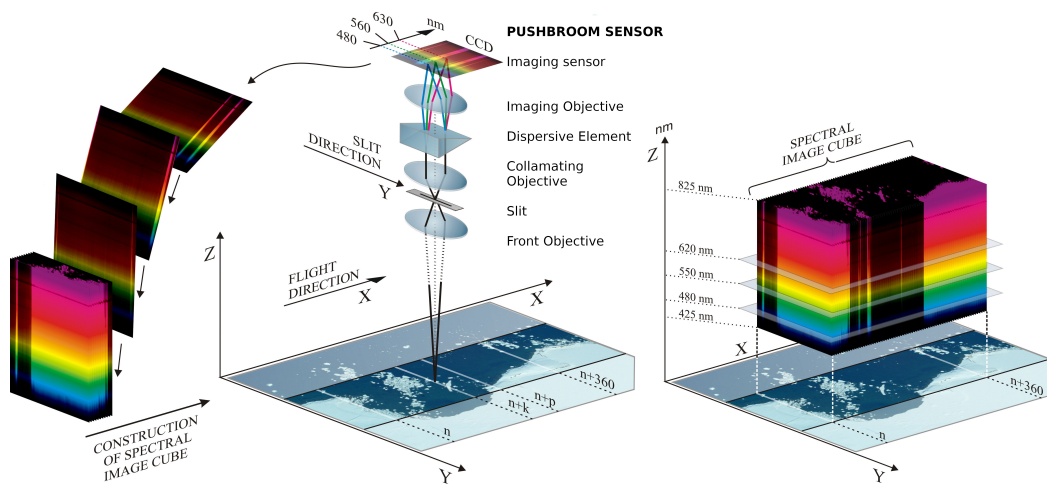 630
560
480
nm
CCD
PUSHBROOM SENSOR
Imaging sensor
Imaging Objective
Dispersive Element
Collamating
Objective
Slit
Front Objective
SLIT
DIRECTION
Y
Z
FLIGHT
DIRECTION
X
X
n+360
n+p
n+k
n
Y
CONSTRUCTION
OF SPECTRAL
IMAGE CUBE
nm
Z
SPECTRAL
IMAGE CUBE
825 nm
620 nm
550 nm
480 nm
425 nm
X
n+360
n
Y